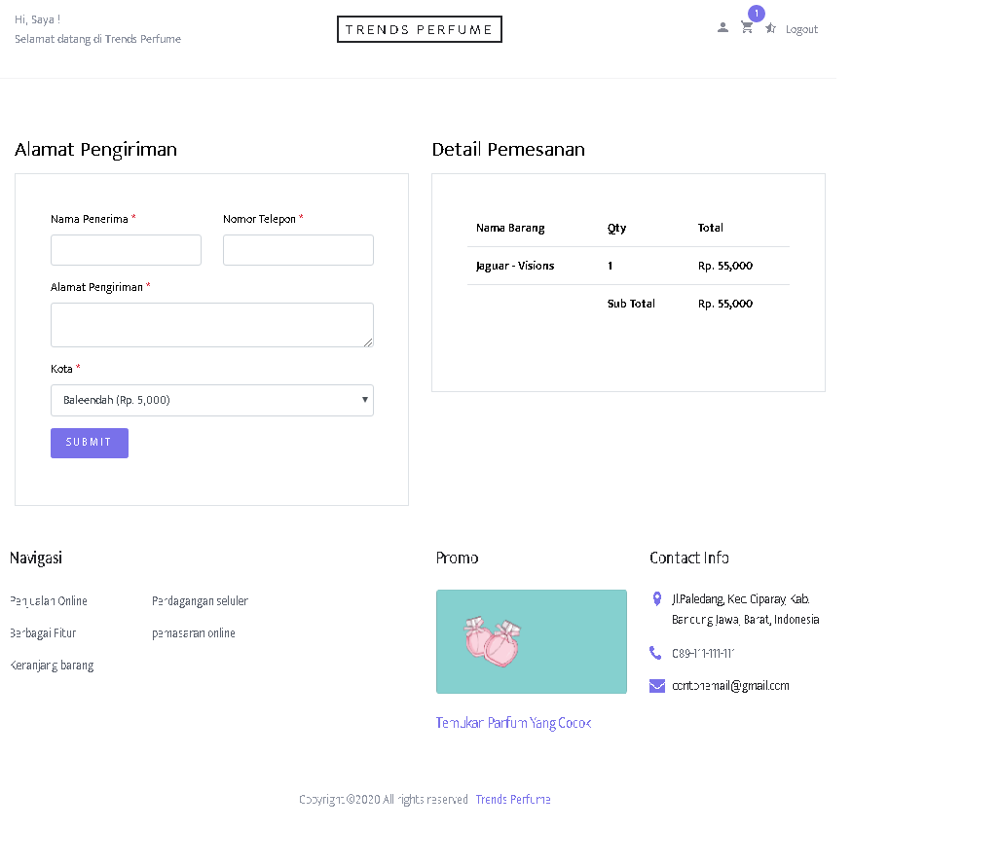 Hi, Saya !
Selamat datang di Trends Perfume
TRENDS PERFUME
1
Logout
Alamat Pengiriman
Nama Penerima *
Nomor Telepon *
Alamat Pengiriman *
Kota *
Baleendah (Rp. 5,000)
SUBMIT
Detail Pemesanan
Nama Barang Qty Total
Jaguar - Visions 1 Rp. 55,000
Sub Total Rp. 55,000
Navigasi
Penjualan Online
Berbagai Fitur
Keranjang barang
Perdagangan seluler
pemasaran online
Promo
Temukan Parfum Yang Cocok
Contact Info
Jl.Paledang, Kec. Ciparay, Kab.
Bandung Jawa, Barat, Indonesia
089-111-111-111
contonemail@gmail.com
Copyright ©2020 All rights reserved Trends Perfume